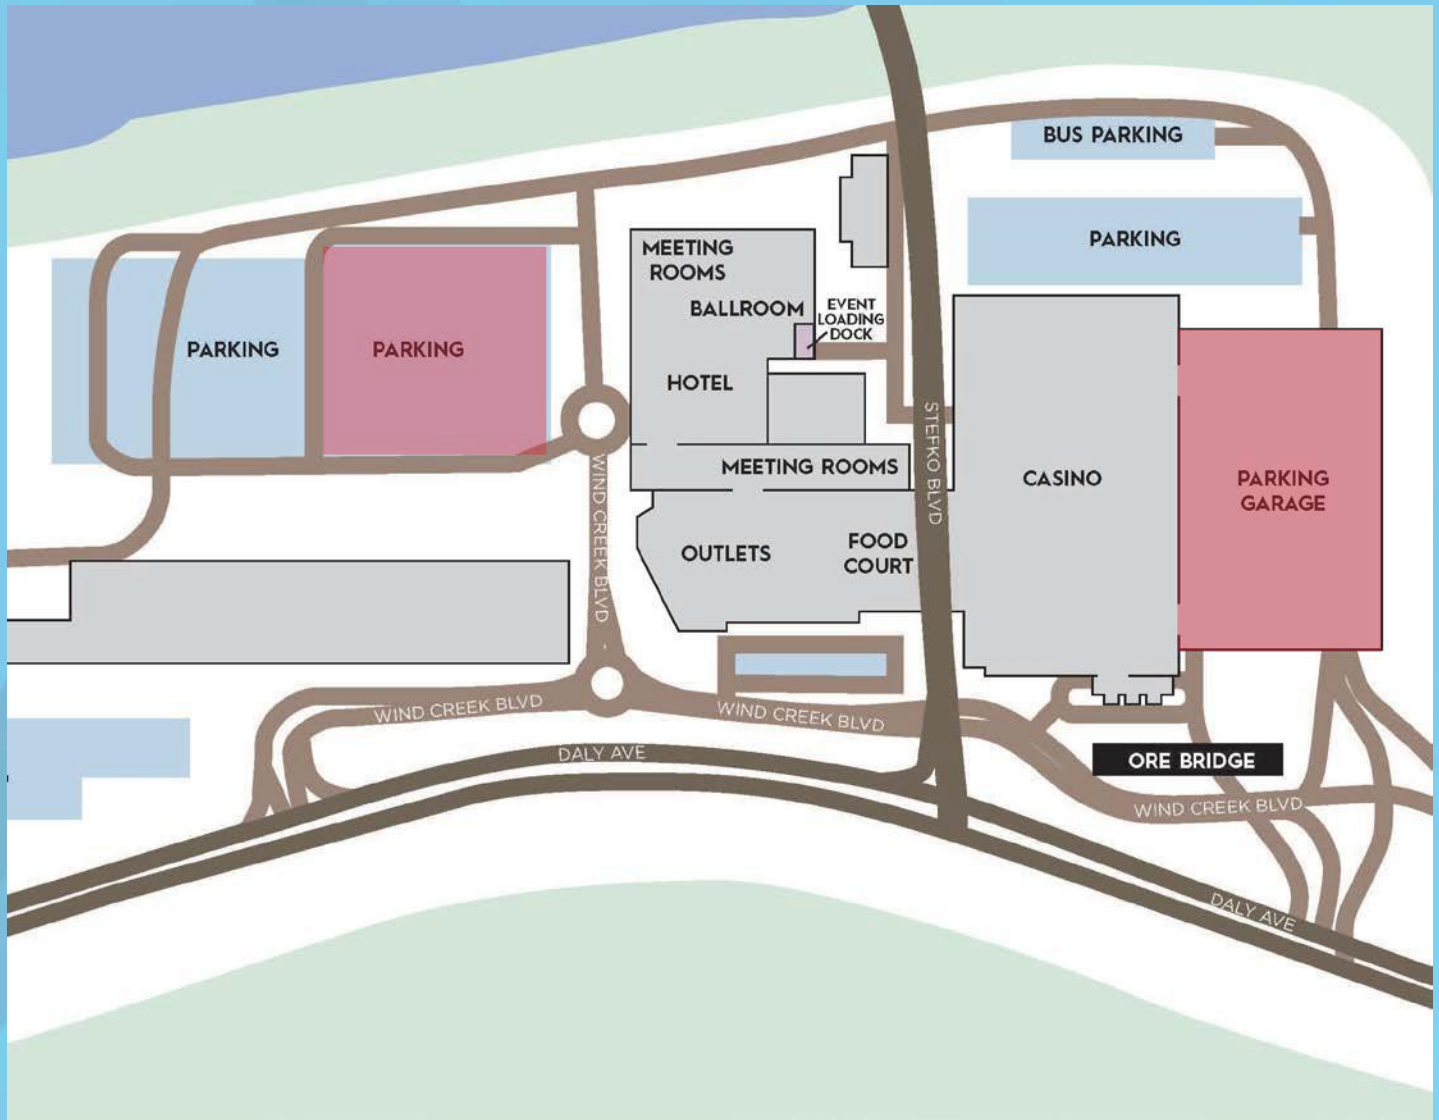 BUS PARKING
PARKING
MEETING
ROOMS
BALLROOM
EVENT
LOADING
DOCK
PARKING
PARKING
HOTEL
STEFKO BLVD
MEETING ROOMS
CASINO
PARKING
GARAGE
WIND CREEK BLVD
OUTLETS
FOOD
COURT
WIND CREEK BLVD
WIND CREEK BLVD
DALY AVE
ORE BRIDGE
WIND CREEK BLVD
DALY AVE